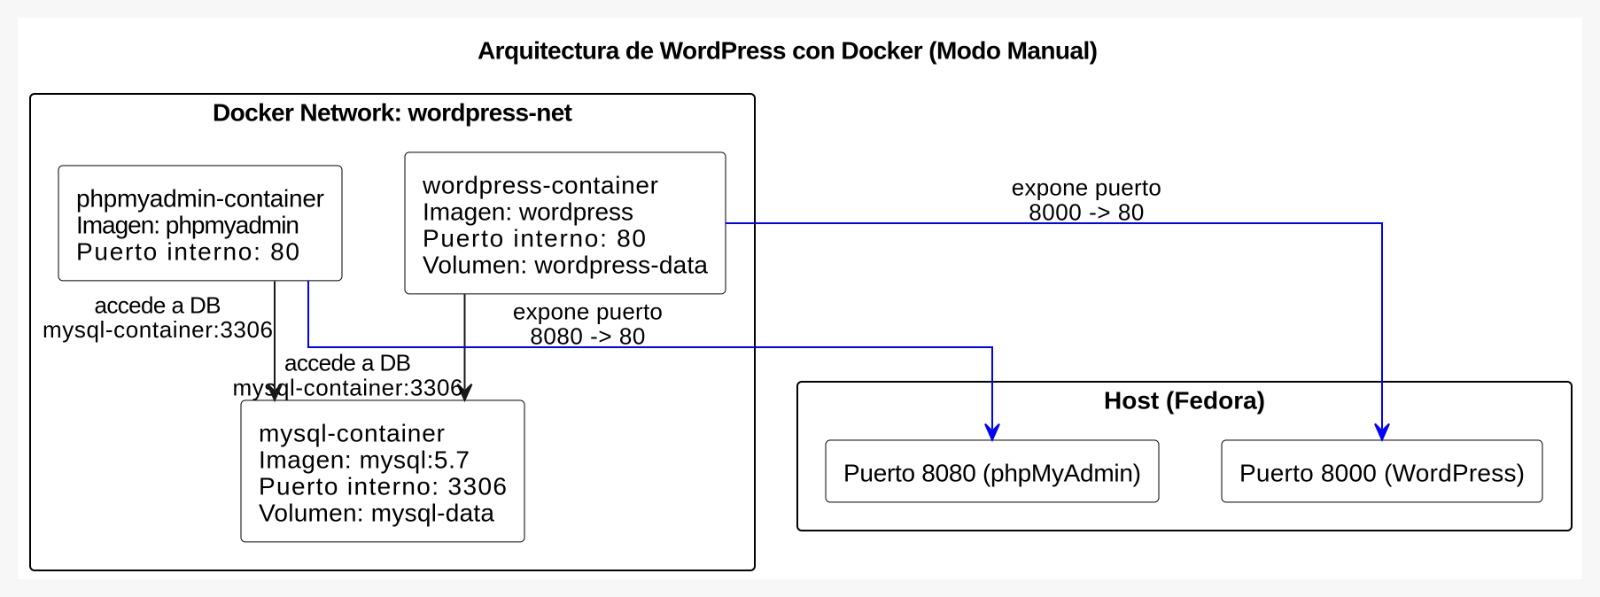 Arquitectura de WordPress con Docker (Modo Manual)
Docker Network: wordpress-net
phpmyadmin-container
Imagen: phpmyadmin
Puerto interno: 80
wordpress-container
Imagen: wordpress
Puerto interno: 80
Volumen: wordpress-data
expone puerto
8000 -> 80
accede a DB
mysql-container:3306
expone puerto
8080 -> 80
accede a DB
mysql-container:3306
mysql-container
Imagen: mysql:5.7
Puerto interno: 3306
Volumen: mysql-data
Host (Fedora)
Puerto 8080 (phpMyAdmin)
Puerto 8000 (WordPress)